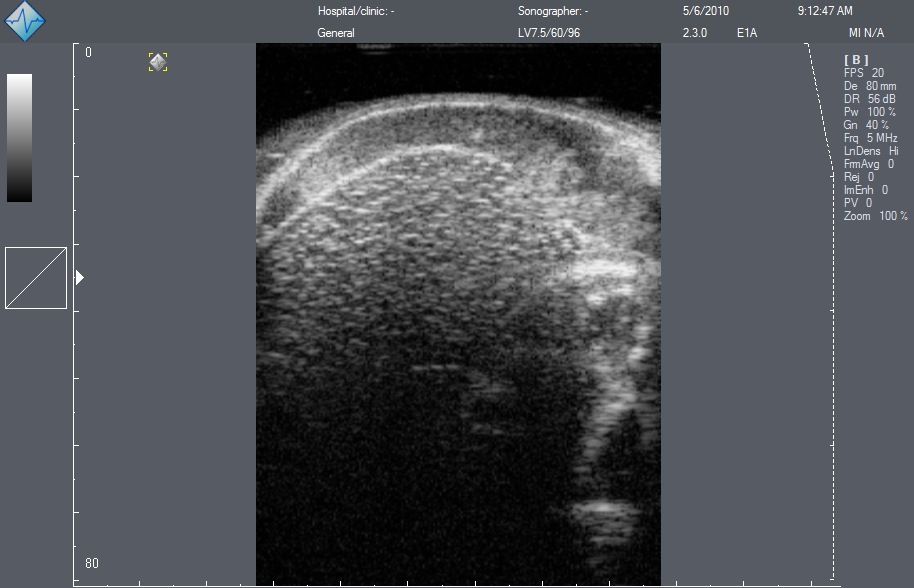 Hospital/clinic: - Sonographer: - 5/6/2010 9:12:47 AM
General LV7.5/60/96 2.3.0 E1A MI N/A
0
[ B ]
FPS 20
De 80 mm
DR 56 dB
Pw 100 %
Gn 40 %
Frq 5 MHz
LnDens Hi
FrmAvg 0
Rej 0
ImEnh 0
PV 0
Zoom 100 %
80